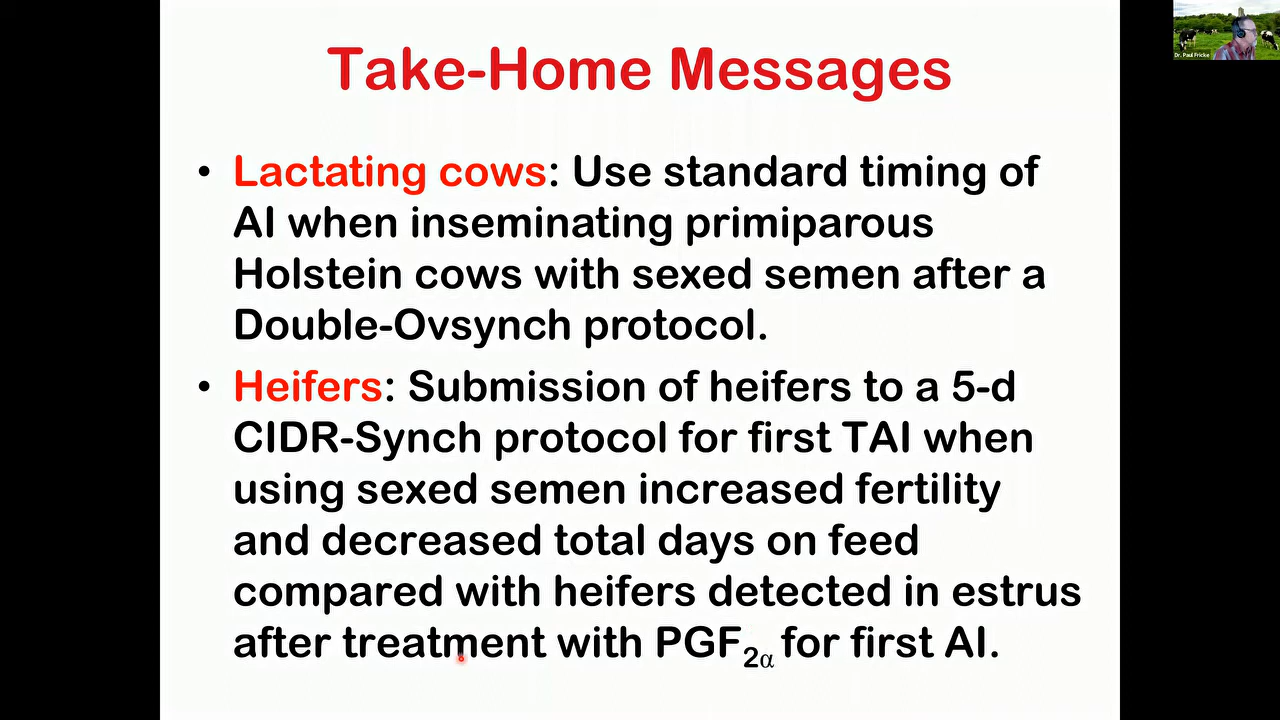 Take-Home Messages
• Lactating cows: Use standard timing of
AI when inseminating primiparous
Holstein cows with sexed semen after a
Double-Ovsynch protocol.
• Heifers: Submission of heifers to a 5-d
CIDR-Synch protocol for first TAI when
using sexed semen increased fertility
and decreased total days on feed
compared with heifers detected in estrus
after treatment with PGF2α for first AI.
Dr. Paul Fricke